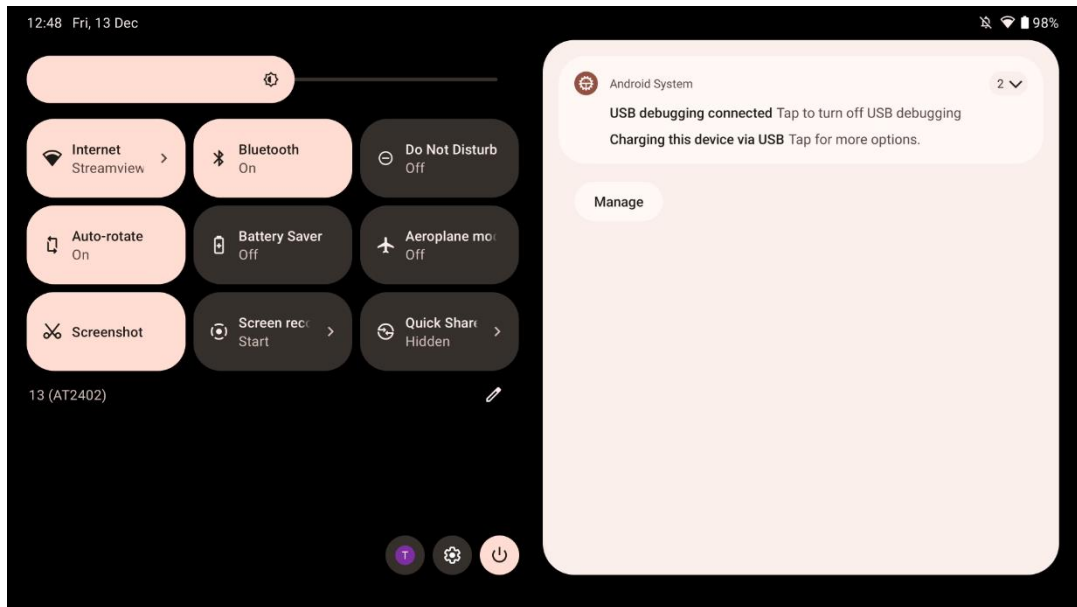 12:48 Fri, 13 Dec
98%
Internet
Streamview
Bluetooth
On
Do Not Disturb
Off
Auto-rotate
On
Battery Saver
Off
Aeroplane mo
Off
Screenshot
Screen rec
Start
Quick Share
Hidden
13 (AT2402)
T
Android System
2
USB debugging connected Tap to turn off USB debugging
Charging this device via USB Tap for more options.
Manage